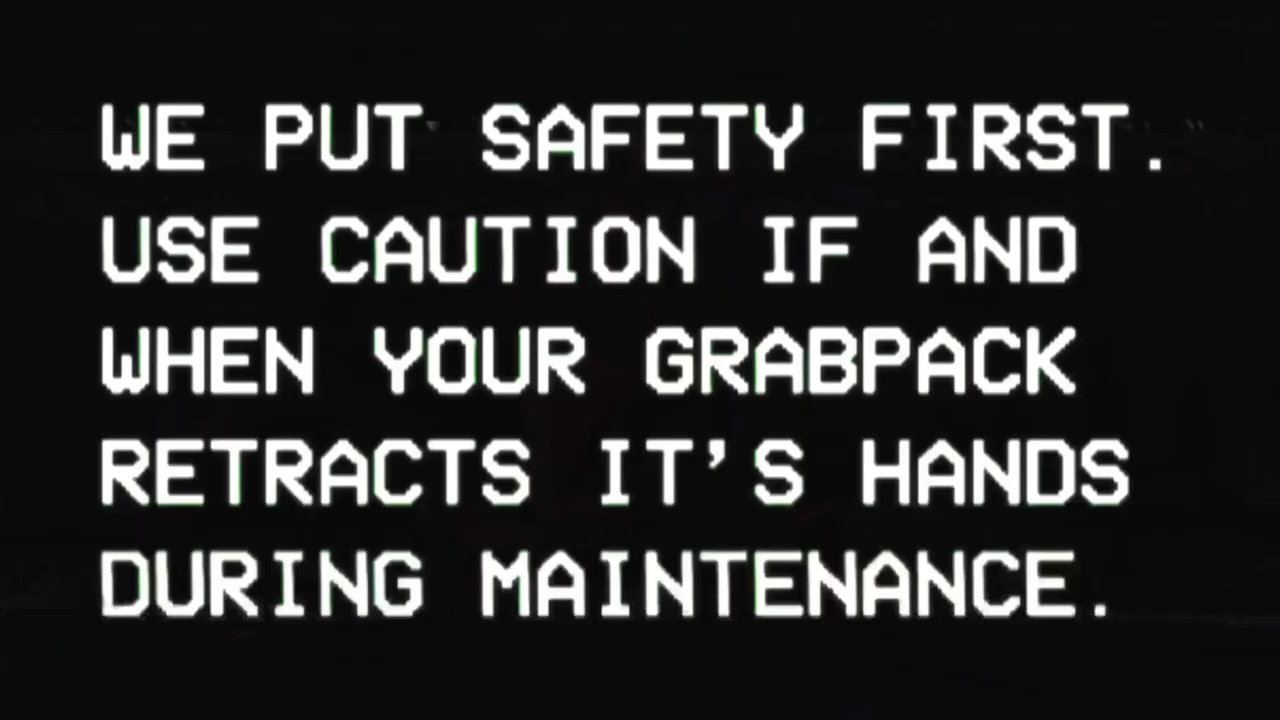 WE PUT SAFETY FIRST.
USE CAUTION IF AND
WHEN YOUR GRABPACK
RETRACTS IT’S HANDS
DURING MAINTENANCE.